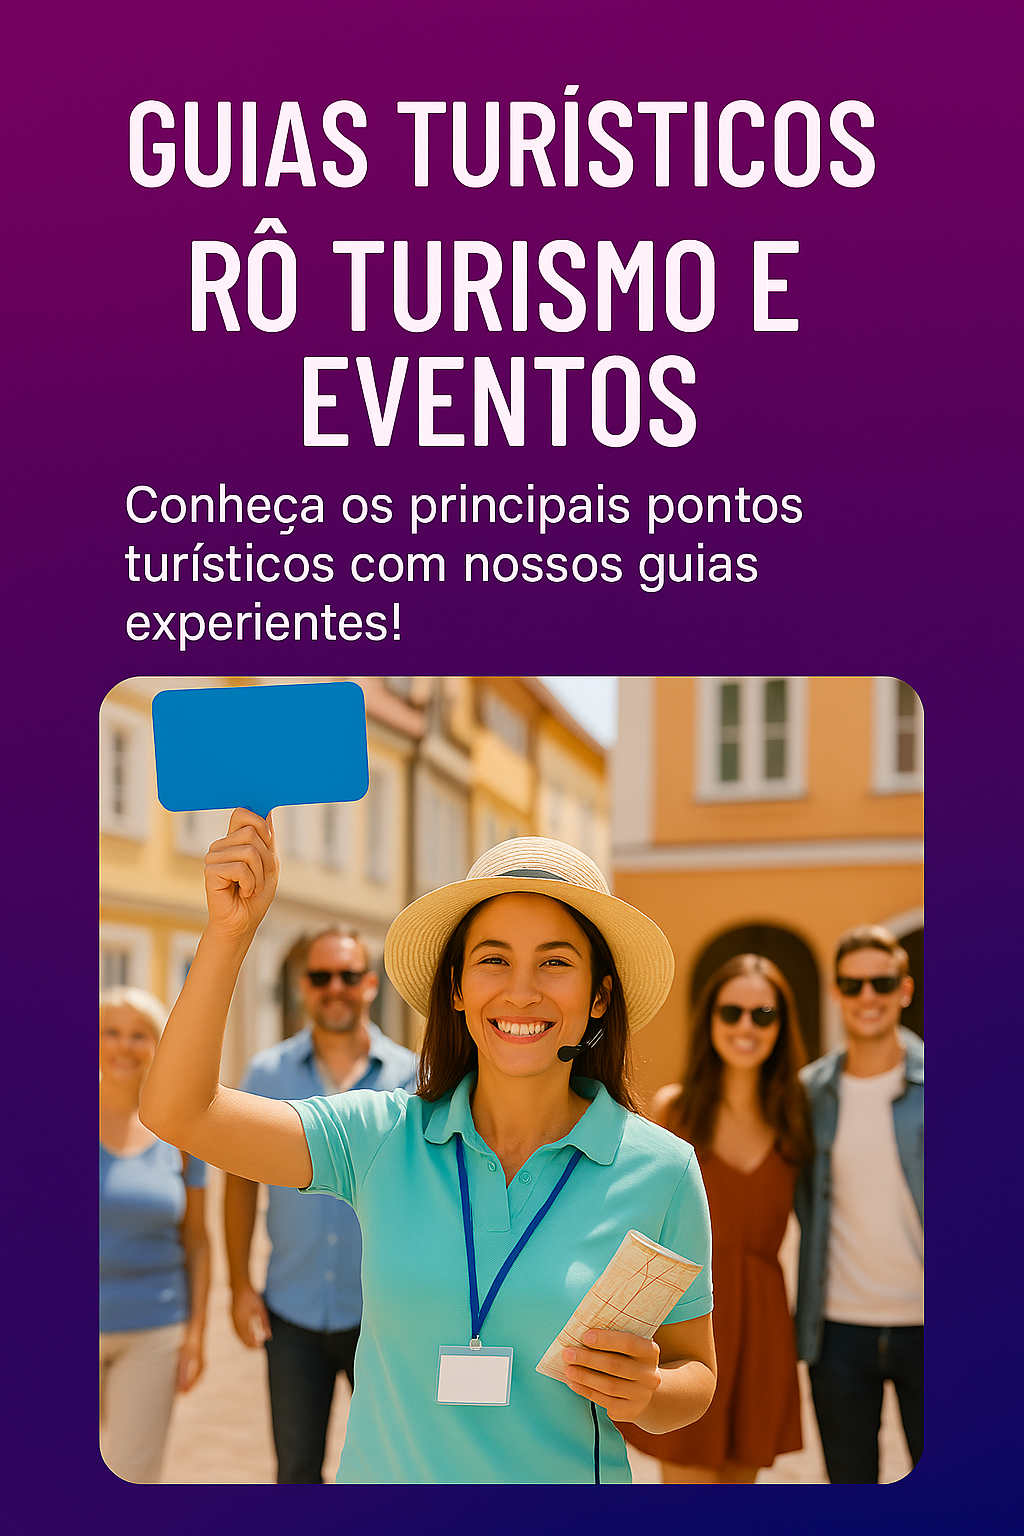 GUIAS TURÍSTICOS
RÔ TURISMO E
EVENTOS
Conheça os principais pontos
turísticos com nossos guias
experientes!